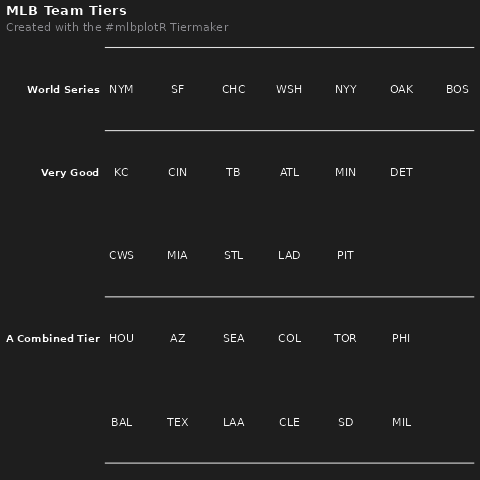 MLB Team Tiers
Created with the #mlbplotR Tiermaker
World Series NYM SF CHC WSH NYY OAK BOS
Very Good KC CIN TB ATL MIN DET
CWS MIA STL LAD PIT
A Combined Tier HOU AZ SEA COL TOR PHI
BAL TEX LAA CLE SD MIL